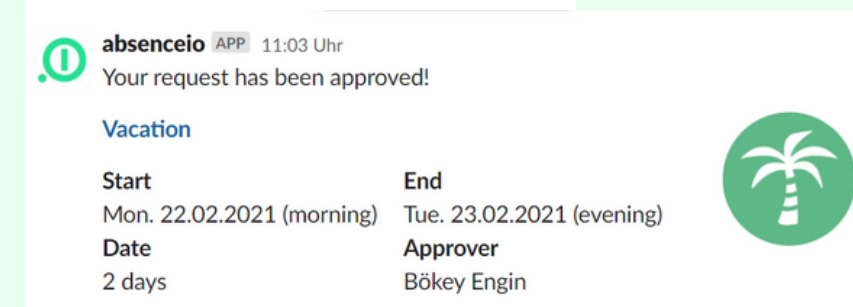 absenceio APP 11:03 Uhr
Your request has been approved!
Vacation
Start End
Mon. 22.02.2021 (morning) Tue. 23.02.2021 (evening)
Date Approver
2 days Bökey Engin